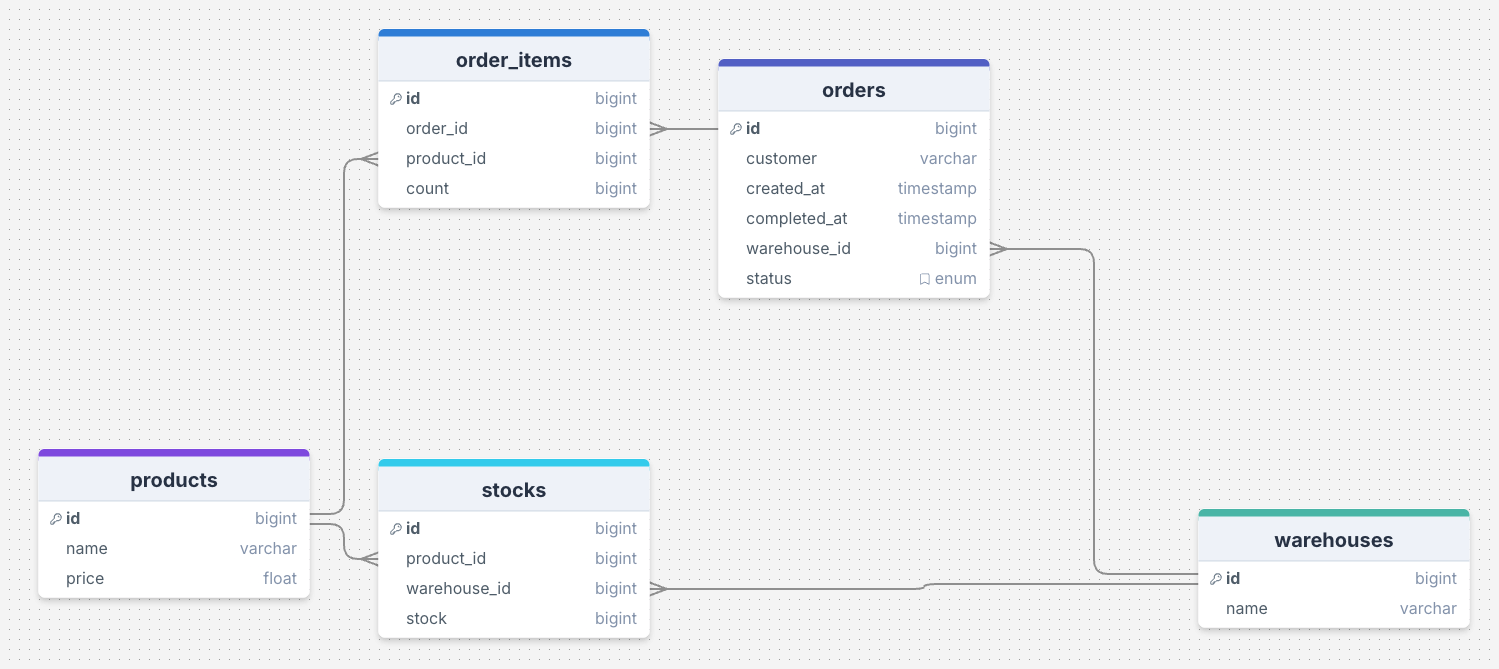 order_items
id bigint
order_id bigint
product_id bigint
count bigint
orders
id bigint
customer varchar
created_at timestamp
completed_at timestamp
warehouse_id bigint
status enum
products
id bigint
name varchar
price float
stocks
id bigint
product_id bigint
warehouse_id bigint
stock bigint
warehouses
id bigint
name varchar